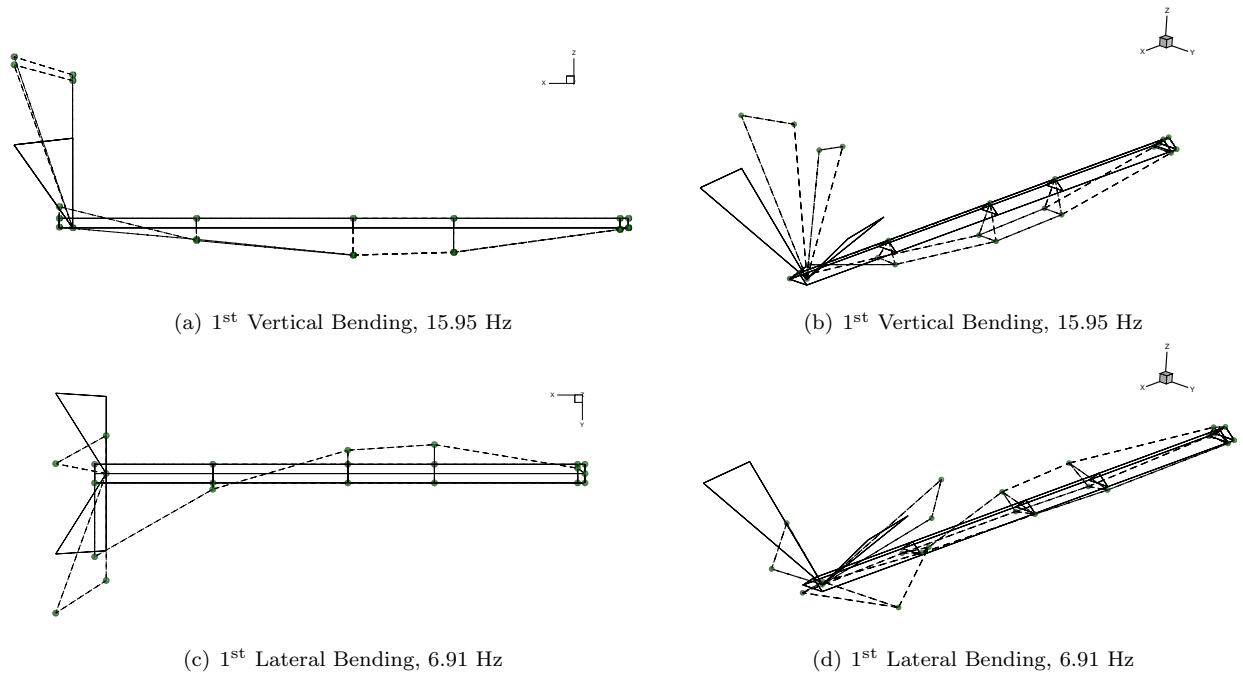 Z
X
Z
X
Y
(a) 1st Vertical Bending, 15.95 Hz
(b) 1st Vertical Bending, 15.95 Hz
X
Y
Z
X
Y
(c) 1st Lateral Bending, 6.91 Hz
(d) 1st Lateral Bending, 6.91 Hz